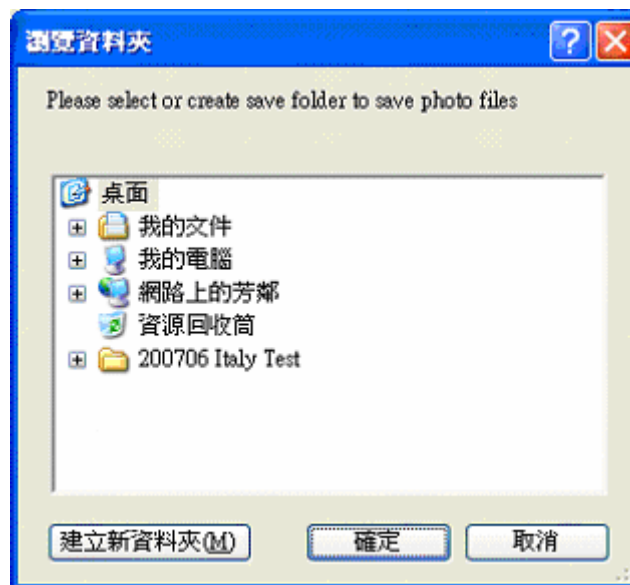 瀏覽資料夾
Please select or create save folder to save photo files
桌面
我的文件
我的電腦
網路上的芳鄰
資源回收筒
200706 Italy Test
建立新資料夾(M) 確定 取消